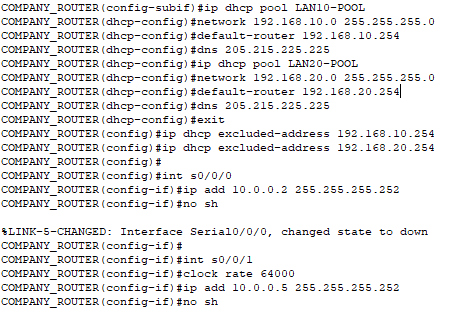 COMPANY_ROUTER(config-subif)#ip dhcp pool LAN10-POOL
COMPANY_ROUTER(dhcp-config)#network 192.168.10.0 255.255.255.0
COMPANY_ROUTER(dhcp-config)#default-router 192.168.10.254
COMPANY_ROUTER(dhcp-config)#dns 205.215.225.225
COMPANY_ROUTER(dhcp-config)#ip dhcp pool LAN20-POOL
COMPANY_ROUTER(dhcp-config)#network 192.168.20.0 255.255.255.0
COMPANY_ROUTER(dhcp-config)#default-router 192.168.20.254
COMPANY_ROUTER(dhcp-config)#dns 205.215.225.225
COMPANY_ROUTER(dhcp-config)#exit
COMPANY_ROUTER(config)#ip dhcp excluded-address 192.168.10.254
COMPANY_ROUTER(config)#ip dhcp excluded-address 192.168.20.254
COMPANY_ROUTER(config)#
COMPANY_ROUTER(config)#int s0/0/0
COMPANY_ROUTER(config-if)#ip add 10.0.0.2 255.255.255.252
COMPANY_ROUTER(config-if)#no sh
%LINK-5-CHANGED: Interface Serial0/0/0, changed state to down
COMPANY_ROUTER(config-if)#
COMPANY_ROUTER(config-if)#int s0/0/1
COMPANY_ROUTER(config-if)#clock rate 64000
COMPANY_ROUTER(config-if)#ip add 10.0.0.5 255.255.255.252
COMPANY_ROUTER(config-if)#no sh